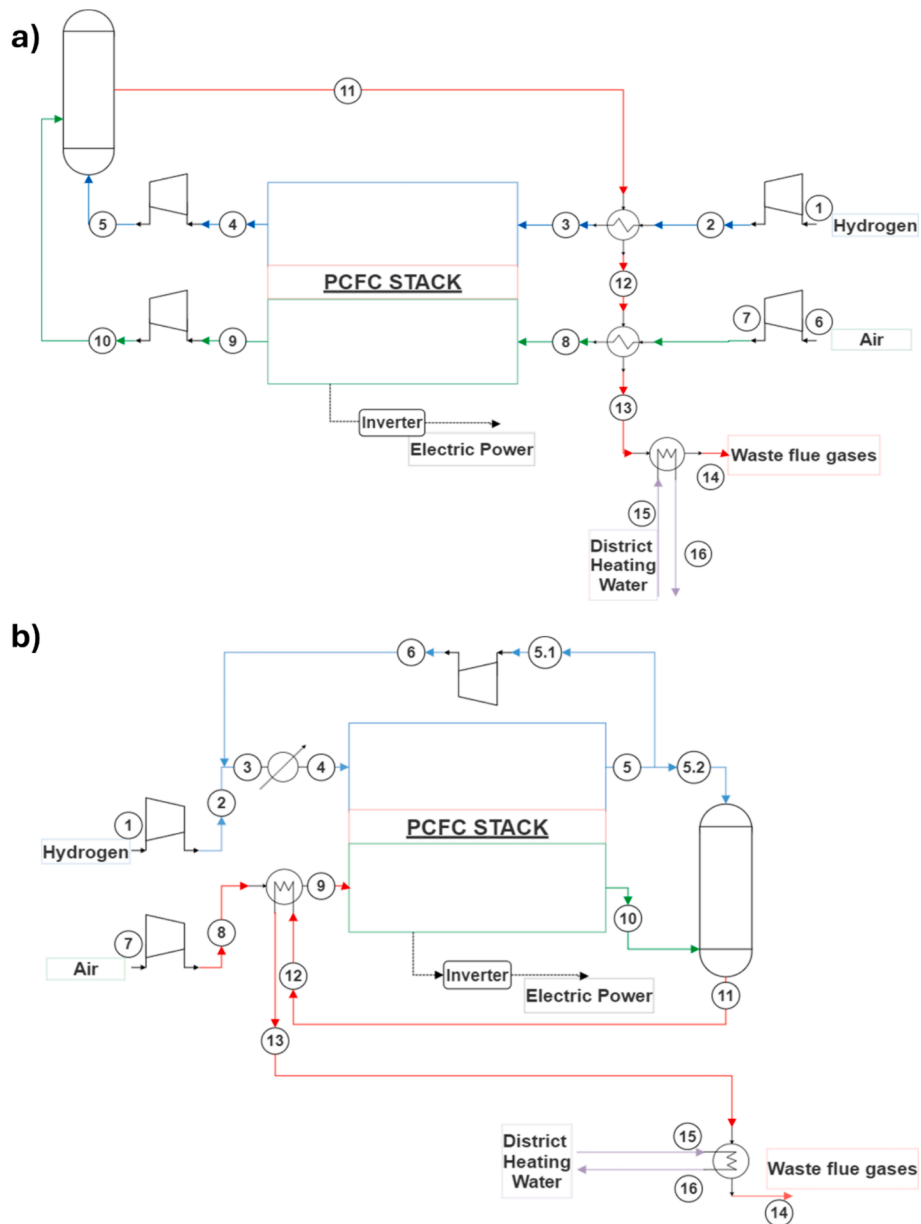 a)
11
5
4
3
2
1
Hydrogen
PCFC STACK
12
10
9
8
7
6
Air
13
Inverter
Electric Power
Waste flue gases
14
15
District
Heating
Water
16
b)
6
5.1
3
4
5
5.2
2
1
Hydrogen
PCFC STACK
9
10
8
7
Air
12
Inverter
Electric Power
11
13
District
Heating
Water
15
16
Waste flue gases
14